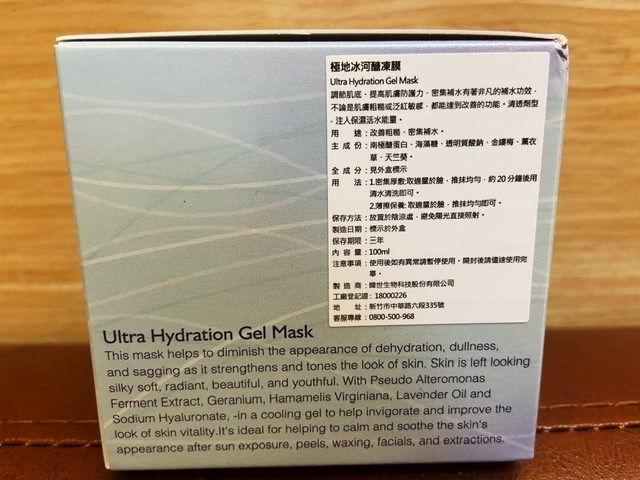 極地冰河醣凍膜
Ultra Hydration Gel Mask
調節肌底、提高肌膚防護力、密集補水有著非凡的補水功效,
不論是肌膚粗糙或泛紅敏感,都能達到改善的功能。清透劑型
,注入保濕活水能量。
用 途:改善粗糙、密集補水。
主 成 份:南極醣蛋白、海藻糖、透明質酸鈉、金縷梅、薰衣
草、天竺葵。
全 成 分:見外盒標示
用 法:1.密集厚敷:取適量於臉,推抹均勻,約20分鐘後用
清水清洗即可。
2.薄擦保養:取適量於臉,推抹均勻即可。
保存方法:放置於陰涼處,避免陽光直接照射。
製造日期:標示於外盒
保存期限:三年
內 容 量:100ml
注意事項:使用後如有異常請暫停使用。開封後請儘速使用完
畢。
製 造 商:緯世生物科技股份有限公司
工廠登記證:18000226
地 址:新竹市中華路六段335號
客服專線:0800-500-968
Ultra Hydration Gel Mask
This mask helps to diminish the appearance of dehydration, dullness,
and sagging as it strengthens and tones the look of skin. Skin is left looking
silky soft, radiant, beautiful, and youthful. With Pseudo Alteromonas
Ferment Extract, Geranium, Hamamelis Virginiana, Lavender Oil and
Sodium Hyaluronate, -in a cooling gel to help invigorate and improve the
look of skin vitality.It's ideal for helping to calm and soothe the skin's
appearance after sun exposure, peels, waxing, facials, and extractions.